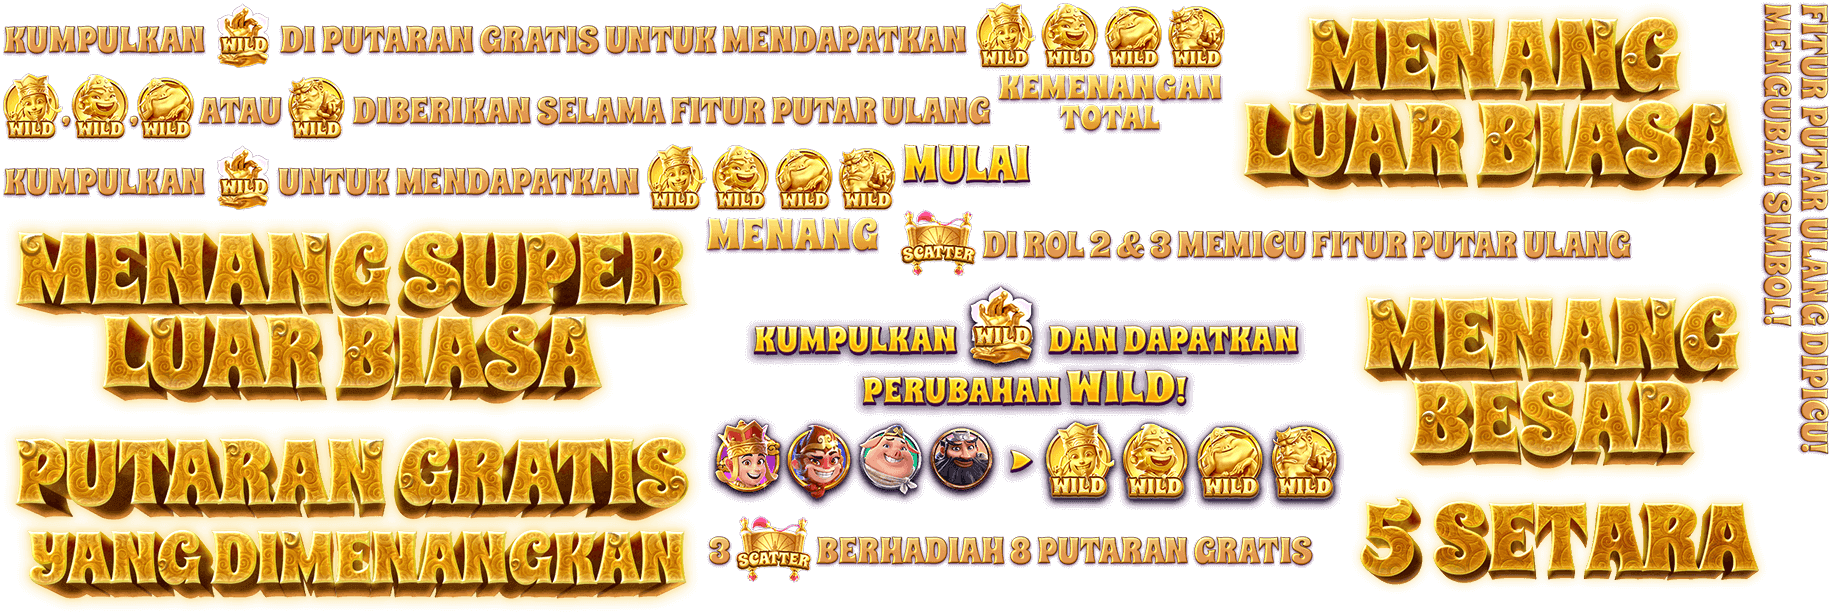 KUMPULKAN WILD DI PUTARAN GRATIS UNTUK MENDAPATKAN WILD WILD WILD WILD
WILD, WILD, WILD ATAU WILD DIBERIKAN SELAMA FITUR PUTAR ULANG
KEMENANGAN
TOTAL
KUMPULKAN WILD UNTUK MENDAPATKAN WILD WILD WILD WILD
MULAI
MENANG
LUAR BIASA
FITUR PUTAR ULANG DIPICU!
MENGUBAH SIMBOL!
MENANG
SCATTER DI ROL 2 & 3 MEMICU FITUR PUTAR ULANG
MENANG SUPER
LUAR BIASA
KUMPULKAN WILD DAN DAPATKAN
PERUBAHAN WILD!
WILD WILD WILD WILD
MENANG
BESAR
PUTARAN GRATIS
YANG DIMENANGKAN
3 SCATTER BERHADIAH 8 PUTARAN GRATIS
5 SETARA